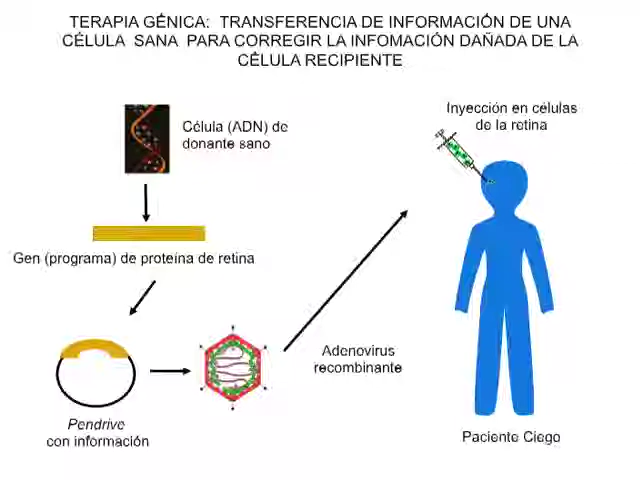 TERAPIA GÉNICA:  TRANSFERENCIA DE INFORMACIÓN DE UNA
CÉLULA  SANA  PARA CORREGIR LA INFOMACIÓN DAÑADA DE LA
CÉLULA RECIPIENTE
Célula (ADN) de
donante sano
Inyección en células
de la retina
Gen (programa) de proteína de retina
Adenovirus
recombinante
Pendrive
con información
Paciente Ciego